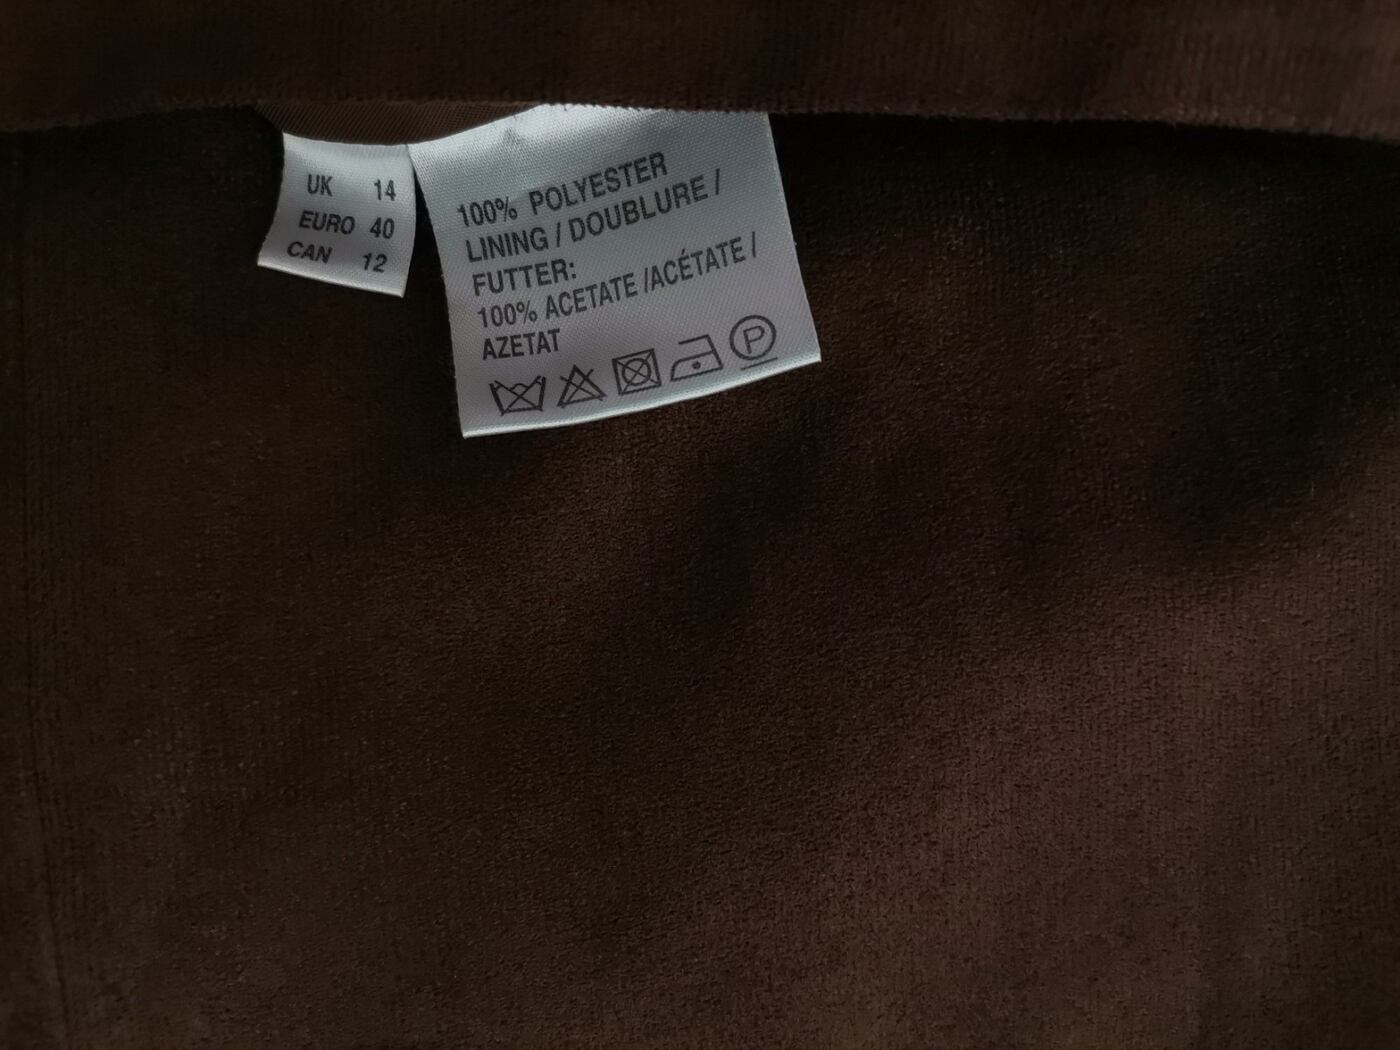 UK 14
EURO 40
CAN 12
100% POLYESTER
LINING / DOUBLURE /
FUTTER:
100% ACETATE /ACÉTATE /
AZETAT
P